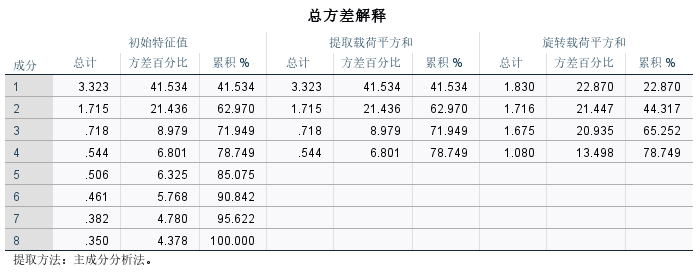 总方差解释
初始特征值 提取载荷平方和 旋转载荷平方和
成分 总计 方差百分比 累积 % 总计 方差百分比 累积 % 总计 方差百分比 累积 %
1 3.323 41.534 41.534 3.323 41.534 41.534 1.830 22.870 22.870
2 1.715 21.436 62.970 1.715 21.436 62.970 1.716 21.447 44.317
3 .718 8.979 71.949 .718 8.979 71.949 1.675 20.935 65.252
4 .544 6.801 78.749 .544 6.801 78.749 1.080 13.498 78.749
5 .506 6.325 85.075
6 .461 5.768 90.842
7 .382 4.780 95.622
8 .350 4.378 100.000
提取方法：主成分分析法。